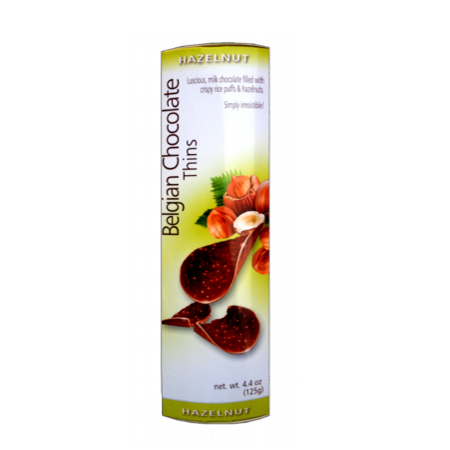 HAZELNUT
Luscious, milk chocolate filled with
crispy rice puffs & hazelnuts.
Simply irresistible!
Belgian Chocolate
Thins
net. wt. 4.4 oz
(125g)
HAZELNUT